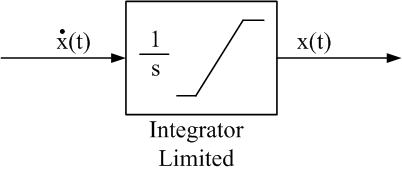 ẋ(t)
1
s
x(t)
Integrator
Limited